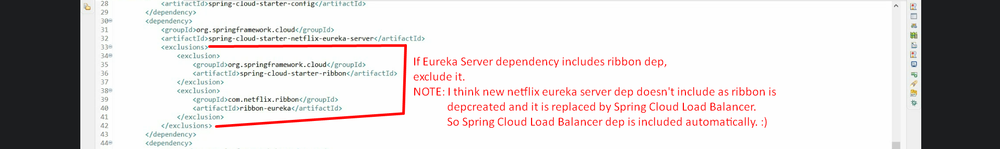 28 <artifactId>spring-cloud-starter-config</artifactId>
29 </dependency>
30 <dependency>
31 <groupId>org.springframework.cloud</groupId>
32 <artifactId>spring-cloud-starter-netflix-eureka-server</artifactId>
33 <exclusions>
34 <exclusion>
35 <groupId>org.springframework.cloud</groupId>
36 <artifactId>spring-cloud-starter-ribbon</artifactId>
37 </exclusion>
38 <exclusion>
39 <groupId>com.netflix.ribbon</groupId>
40 <artifactId>ribbon-eureka</artifactId>
41 </exclusion>
42 </exclusions>
43 </dependency>
44 <dependency>
If Eureka Server dependency includes ribbon dep,
exclude it.
NOTE: I think new netflix eureka server dep doesn't include as ribbon is
depcreated and it is replaced by Spring Cloud Load Balancer.
So Spring Cloud Load Balancer dep is included automatically. :)